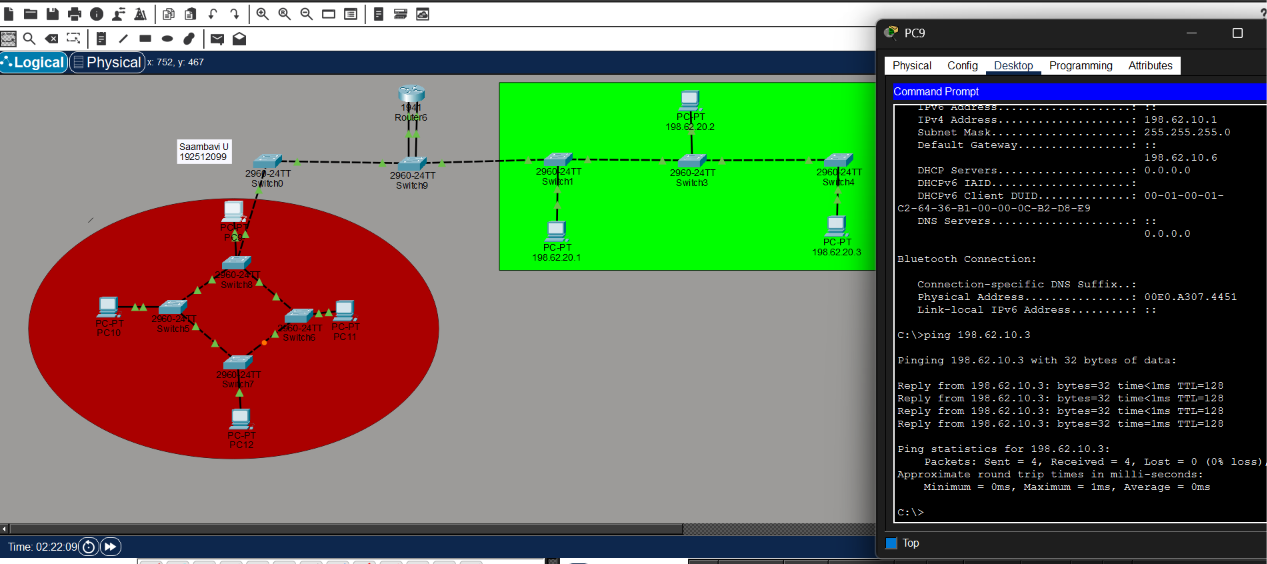 PC9
Physical Config Desktop Programming Attributes
Command Prompt
Logical
Physical
x: 752, y: 467
IPv6 Address......................: ::
IPv4 Address......................: 198.62.10.1
Subnet Mask.......................: 255.255.255.0
Default Gateway...................: ::
198.62.10.6
DHCP Servers......................: 0.0.0.0
DHCPv6 IAID.......................:
DHCPv6 Client DUID................: 00-01-00-01-
C2-64-36-B1-00-00-0C-B2-D8-E9
DNS Servers.......................: ::
0.0.0.0
Bluetooth Connection:
Connection-specific DNS Suffix..:
Physical Address................: 00E0.A307.4451
Link-local IPv6 Address.........: ::
C:\>ping 198.62.10.3
Pinging 198.62.10.3 with 32 bytes of data:
Reply from 198.62.10.3: bytes=32 time<1ms TTL=128
Reply from 198.62.10.3: bytes=32 time<1ms TTL=128
Reply from 198.62.10.3: bytes=32 time=1ms TTL=128
Reply from 198.62.10.3: bytes=32 time<1ms TTL=128
Ping statistics for 198.62.10.3:
Packets: Sent = 4, Received = 4, Lost = 0 (0% loss),
Approximate round trip times in milli-seconds:
Minimum = 0ms, Maximum = 1ms, Average = 0ms
C:\>
Top
1941
Router6
Saambavi U
192512099
2960-24TT
Switch0
2960-24TT
Switch9
PC-PT
198.62.20.2
2960-24TT
Switch1
2960-24TT
Switch3
2960-24TT
Switch4
PC-PT
198.62.20.1
PC-PT
198.62.20.3
PC-PT
2960-24TT
PC-PT
PC10
2960-24TT
2960-24TT
PC-PT
PC11
2960-24TT
Switch7
PC-PT
PC12
Time: 02:22:09